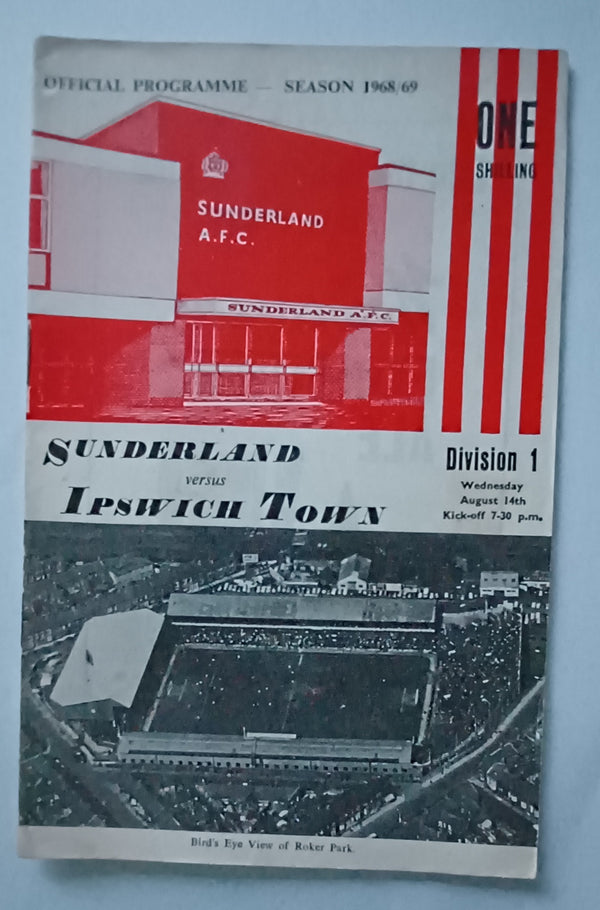 OFFICIAL PROGRAMME — SEASON 1968/69
ONE
SHILLING
SUNDERLAND
A.F.C.
SUNDERLAND A.F.C.
SUNDERLAND
versus
IPSWICH TOWN
Division 1
Wednesday
August 14th
Kick-off 7-30 p.m.
Bird's Eye View of Roker Park.